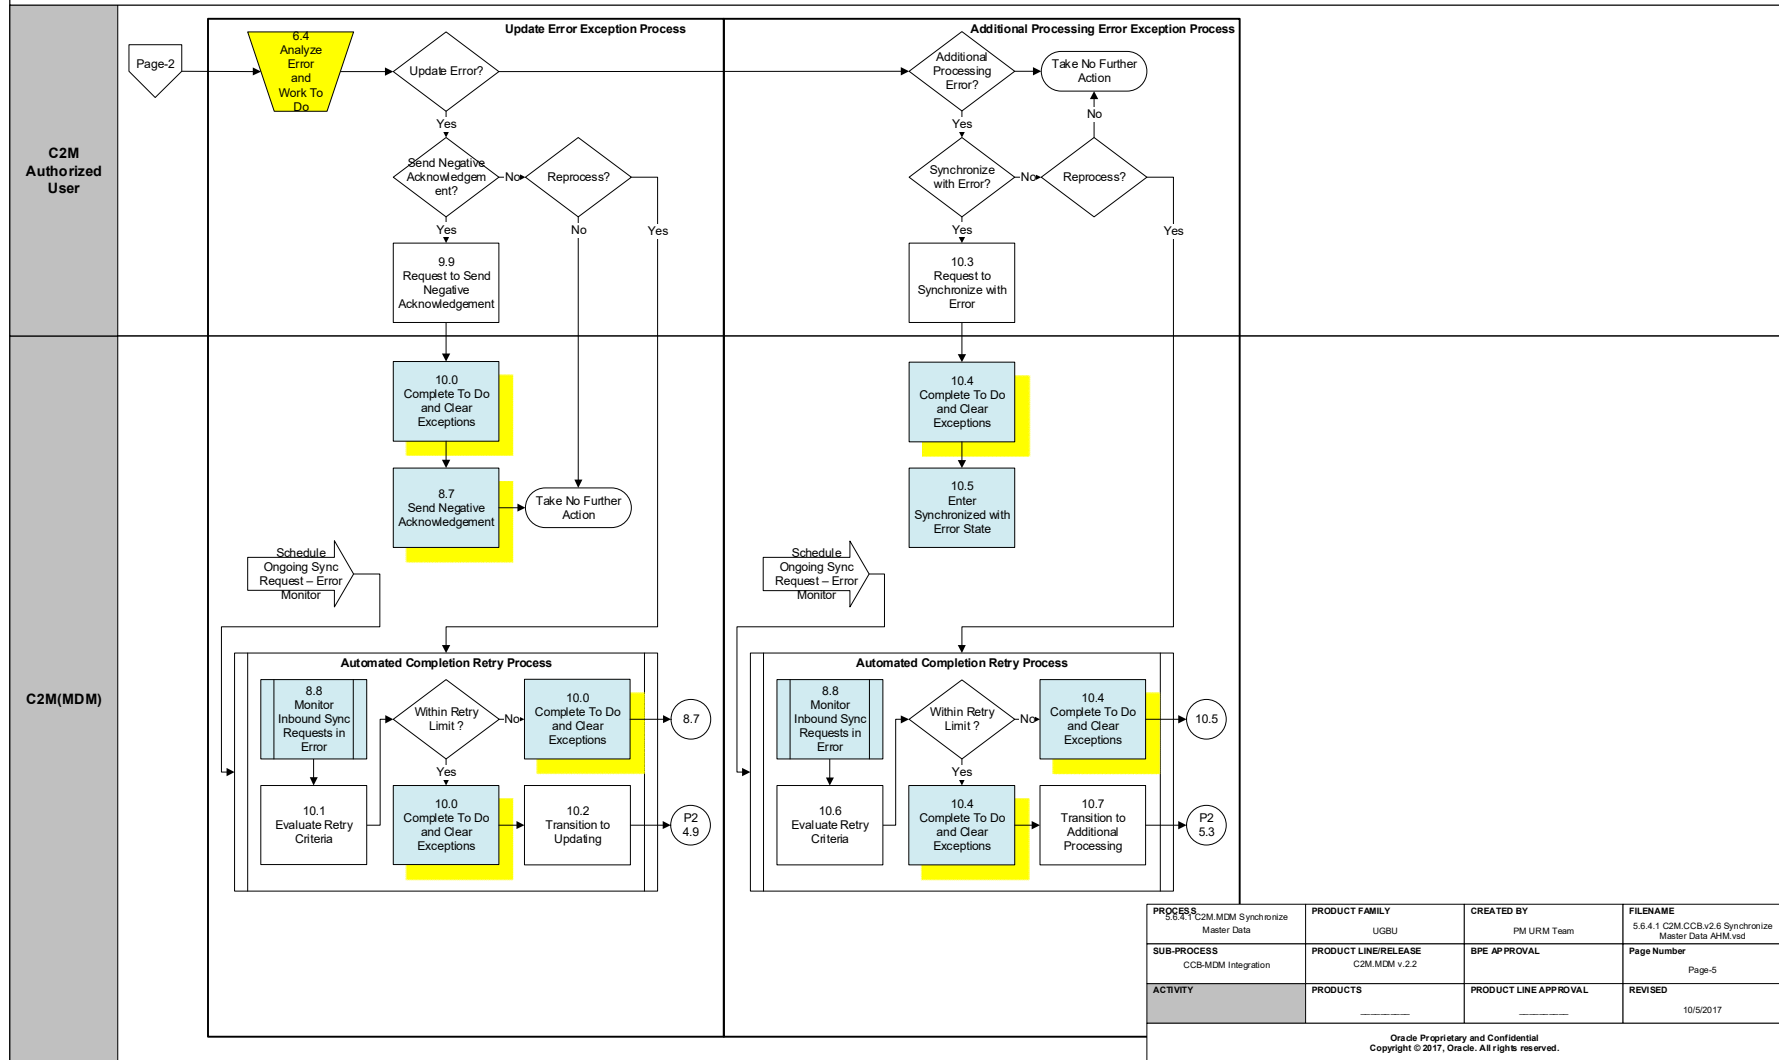 Update Error Exception Process
Additional Processing Error Exception Process
C2M
Authorized
User
Page-2
6.4
Analyze
Error
and
Work To
Do
Update Error?
Additional
Processing
Error?
Take No Further
Action
Yes
Yes
No
Send Negative
Acknowledgem
ent?
No
Reprocess?
Synchronize
with Error?
No
Reprocess?
Yes
No
Yes
Yes
Yes
9.9
Request to Send
Negative
Acknowledgement
10.3
Request to
Synchronize with
Error
C2M(MDM)
10.0
Complete To Do
and Clear
Exceptions
10.4
Complete To Do
and Clear
Exceptions
8.7
Send Negative
Acknowledgement
Take No Further
Action
10.5
Enter
Synchronized with
Error State
Schedule
Ongoing Sync
Request – Error
Monitor
Schedule
Ongoing Sync
Request – Error
Monitor
Automated Completion Retry Process
8.8
Monitor
Inbound Sync
Requests in
Error
Within Retry
Limit ?
No
10.0
Complete To Do
and Clear
Exceptions
8.7
Yes
10.1
Evaluate Retry
Criteria
10.0
Complete To Do
and Clear
Exceptions
10.2
Transition to
Updating
P2
4.9
Automated Completion Retry Process
8.8
Monitor
Inbound Sync
Requests in
Error
Within Retry
Limit ?
No
10.4
Complete To Do
and Clear
Exceptions
10.5
Yes
10.6
Evaluate Retry
Criteria
10.4
Complete To Do
and Clear
Exceptions
10.7
Transition to
Additional
Processing
P2
5.3
PROCESS
5.6.4.1 C2M.MDM Synchronize
Master Data
PRODUCT FAMILY
UGBU
CREATED BY
PM URM Team
FILENAME
5.6.4.1 C2M.CCB.v2.6 Synchronize
Master Data AHM.vsd
SUB-PROCESS
CCB-MDM Integration
PRODUCT LINE/RELEASE
C2M.MDM v.2.2
BPE APPROVAL
Page Number
Page-5
ACTIVITY
PRODUCTS
___________
PRODUCT LINE APPROVAL
___________
REVISED
10/5/2017
Oracle Proprietary and Confidential
Copyright © 2017, Oracle. All rights reserved.